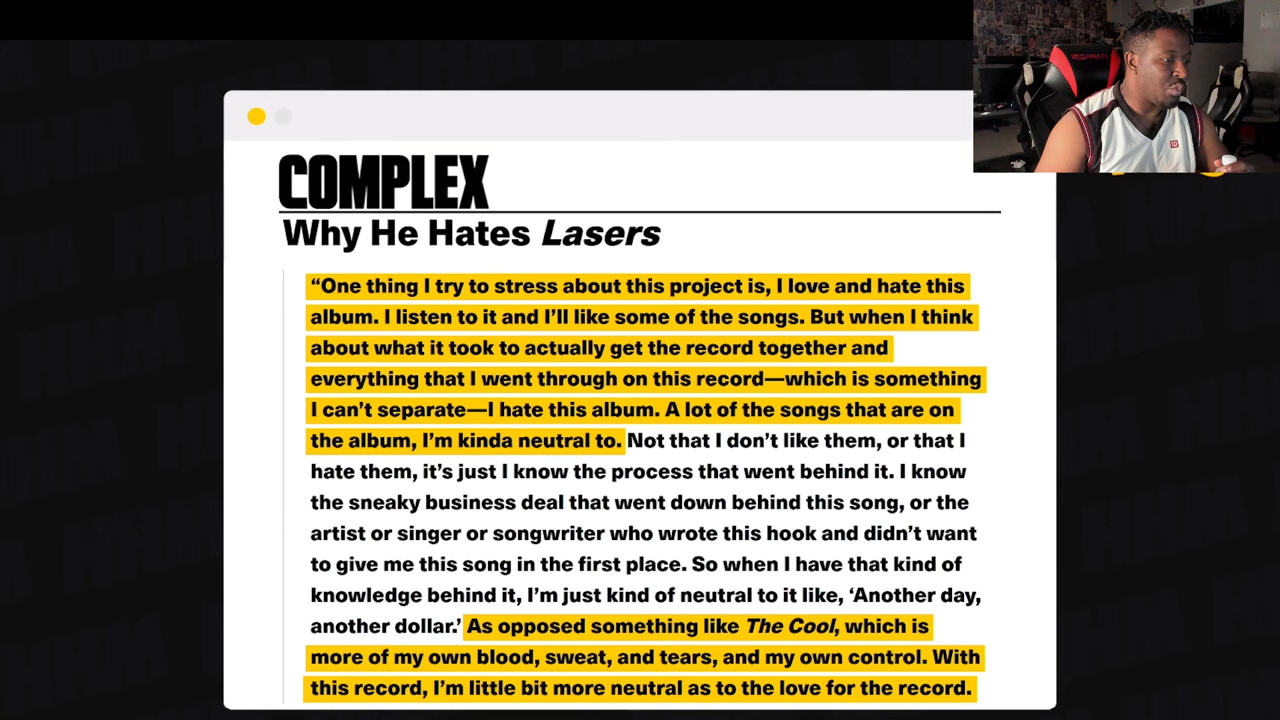 COMPLEX
Why He Hates Lasers
“One thing I try to stress about this project is, I love and hate this
album. I listen to it and I’ll like some of the songs. But when I think
about what it took to actually get the record together and
everything that I went through on this record—which is something
I can’t separate—I hate this album. A lot of the songs that are on
the album, I’m kinda neutral to. Not that I don’t like them, or that I
hate them, it’s just I know the process that went behind it. I know
the sneaky business deal that went down behind this song, or the
artist or singer or songwriter who wrote this hook and didn’t want
to give me this song in the first place. So when I have that kind of
knowledge behind it, I’m just kind of neutral to it like, ‘Another day,
another dollar.’ As opposed something like The Cool, which is
more of my own blood, sweat, and tears, and my own control. With
this record, I’m little bit more neutral as to the love for the record.